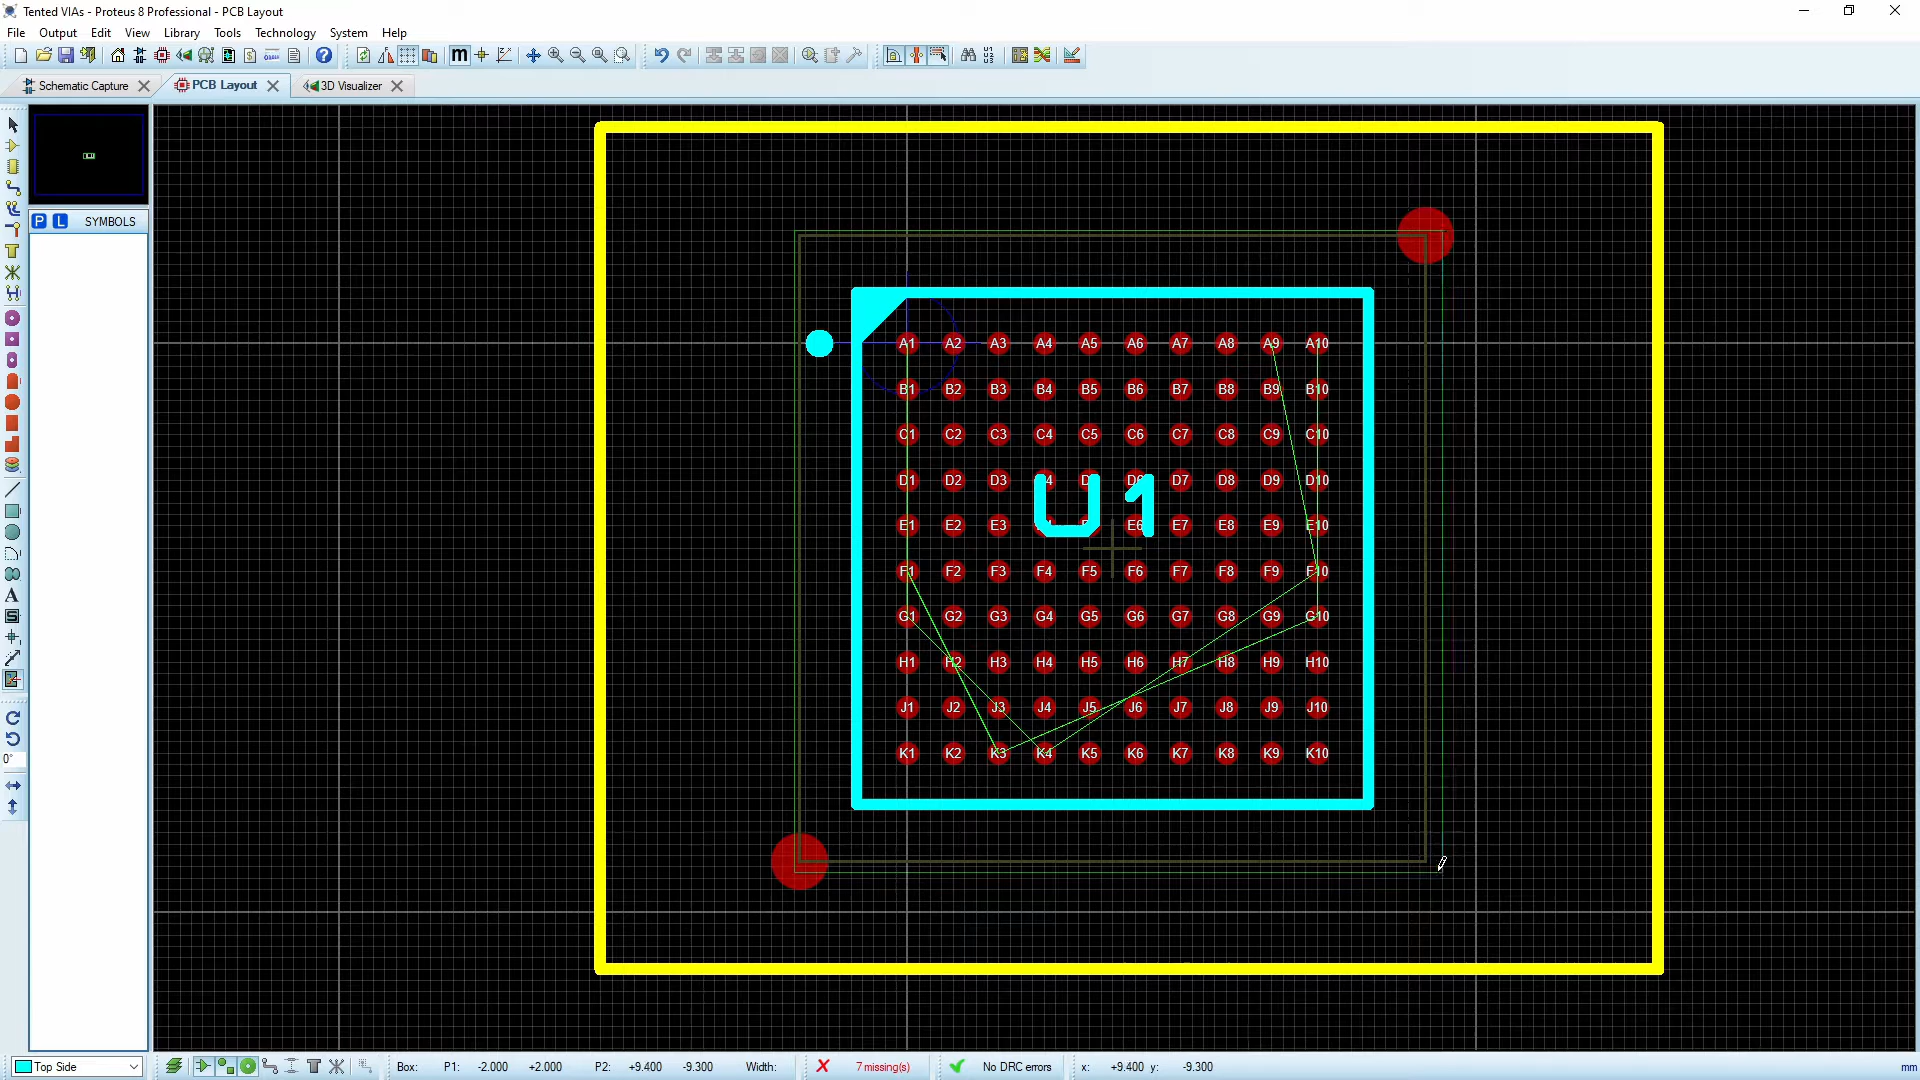 Tented VIAs - Proteus 8 Professional - PCB Layout
File Output Edit View Library Tools Technology System Help
Schematic Capture PCB Layout 3D Visualizer
P L SYMBOLS
A1 A2 A3 A4 A5 A6 A7 A8 A9 A10
B1 B2 B3 B4 B5 B6 B7 B8 B9 B10
C1 C2 C3 C4 C5 C6 C7 C8 C9 C10
D1 D2 D3 D7 D8 D9 D10
U1
E1 E2 E3 E6 E7 E8 E9 E10
F1 F2 F3 F4 F5 F6 F7 F8 F9 F10
G1 G2 G3 G4 G5 G6 G7 G8 G9 G10
H1 H2 H3 H4 H5 H6 H7 H8 H9 H10
J1 J2 J3 J4 J5 J6 J7 J8 J9 J10
K1 K2 K3 K4 K5 K6 K7 K8 K9 K10
0°
Top Side Box: P1: -2.000 +2.000 P2: +9.400 -9.300 Width: 7 missing(s) No DRC errors x: +9.400 y: -9.300 mm